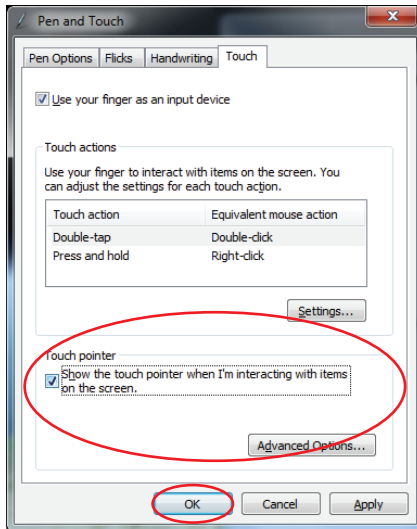 Pen and Touch
Pen Options Flicks Handwriting Touch
Use your finger as an input device
Touch actions
Use your finger to interact with items on the screen. You
can adjust the settings for each touch action.
Touch action Equivalent mouse action
Double-tap Double-click
Press and hold Right-click
Settings...
Touch pointer
Show the touch pointer when I'm interacting with items
on the screen.
Advanced Options...
OK Cancel Apply